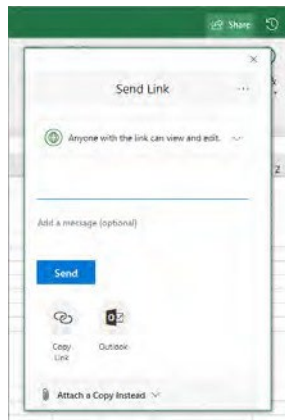 Share
Send Link
Anyone with the link can view and edit.
Z
Add a message (optional)
Send
Copy
Link
Outlook
Attach a Copy Instead